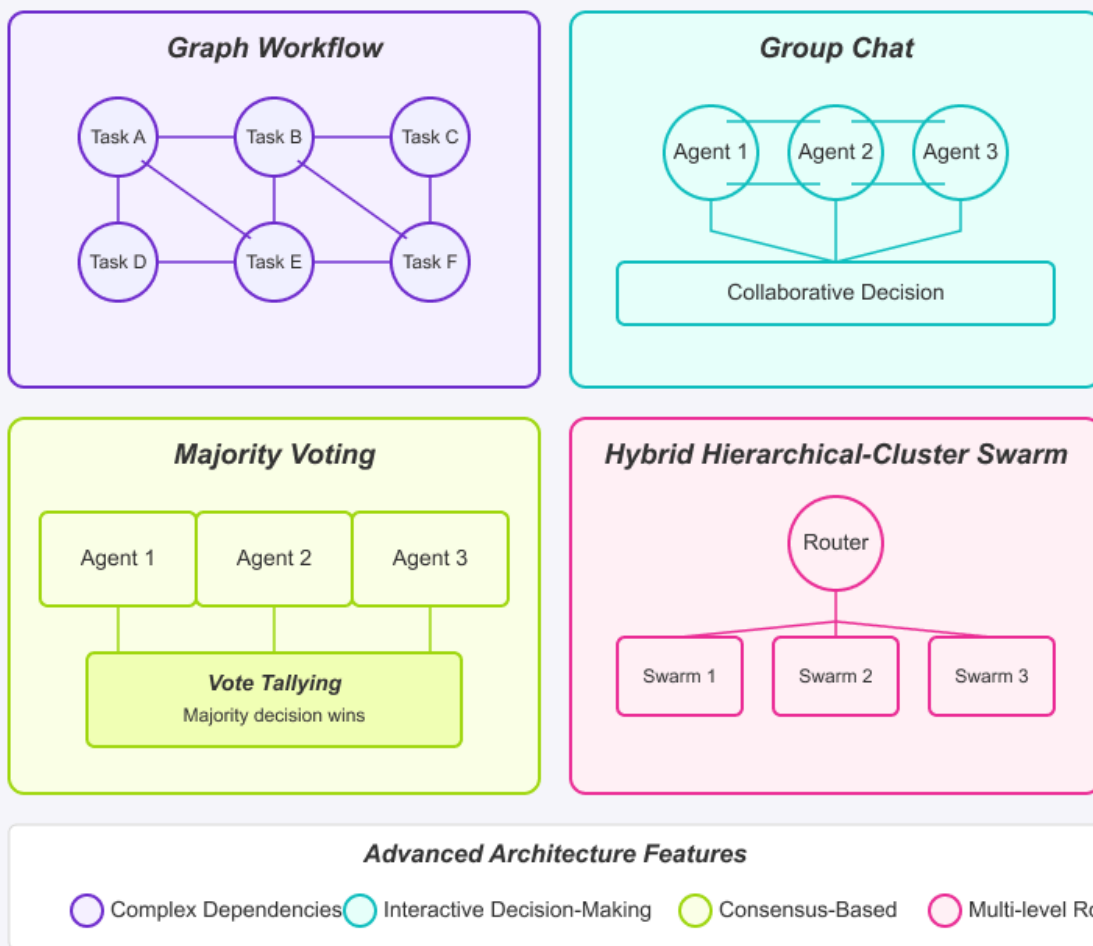 Graph Workflow
Task A
Task B
Task C
Task D
Task E
Task F
Group Chat
Agent 1
Agent 2
Agent 3
Collaborative Decision
Majority Voting
Agent 1
Agent 2
Agent 3
Vote Tallying
Majority decision wins
Hybrid Hierarchical-Cluster Swarm
Router
Swarm 1
Swarm 2
Swarm 3
Advanced Architecture Features
Complex Dependencies
Interactive Decision-Making
Consensus-Based
Multi-level